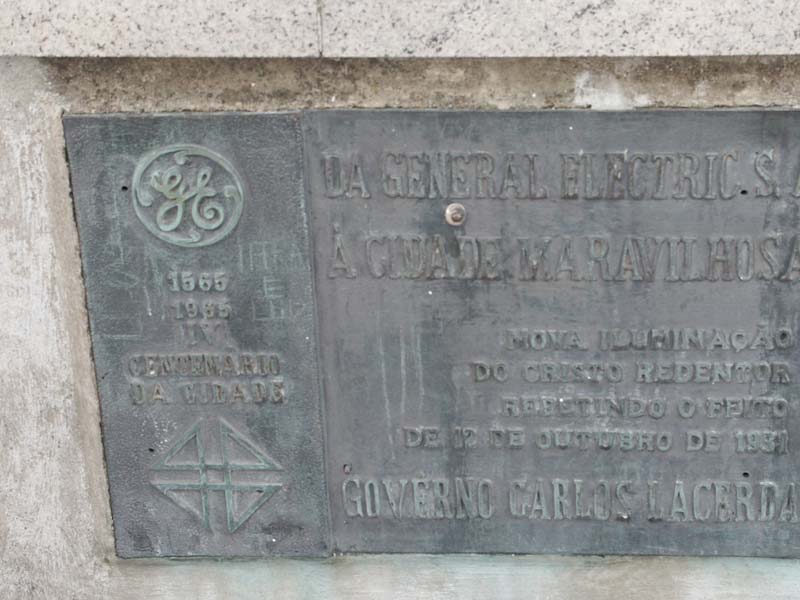 GE
1565
1965
IV
CENTENARIO
DA CIDADE
DA GENERAL ELECTRIC S.A
À CIDADE MARAVILHOSA
NOVA ILUMINAÇÃO
DO CRISTO REDENTOR
REPETINDO O FEITO
DE 12 DE OUTUBRO DE 1931
GOVERNO CARLOS LACERDA